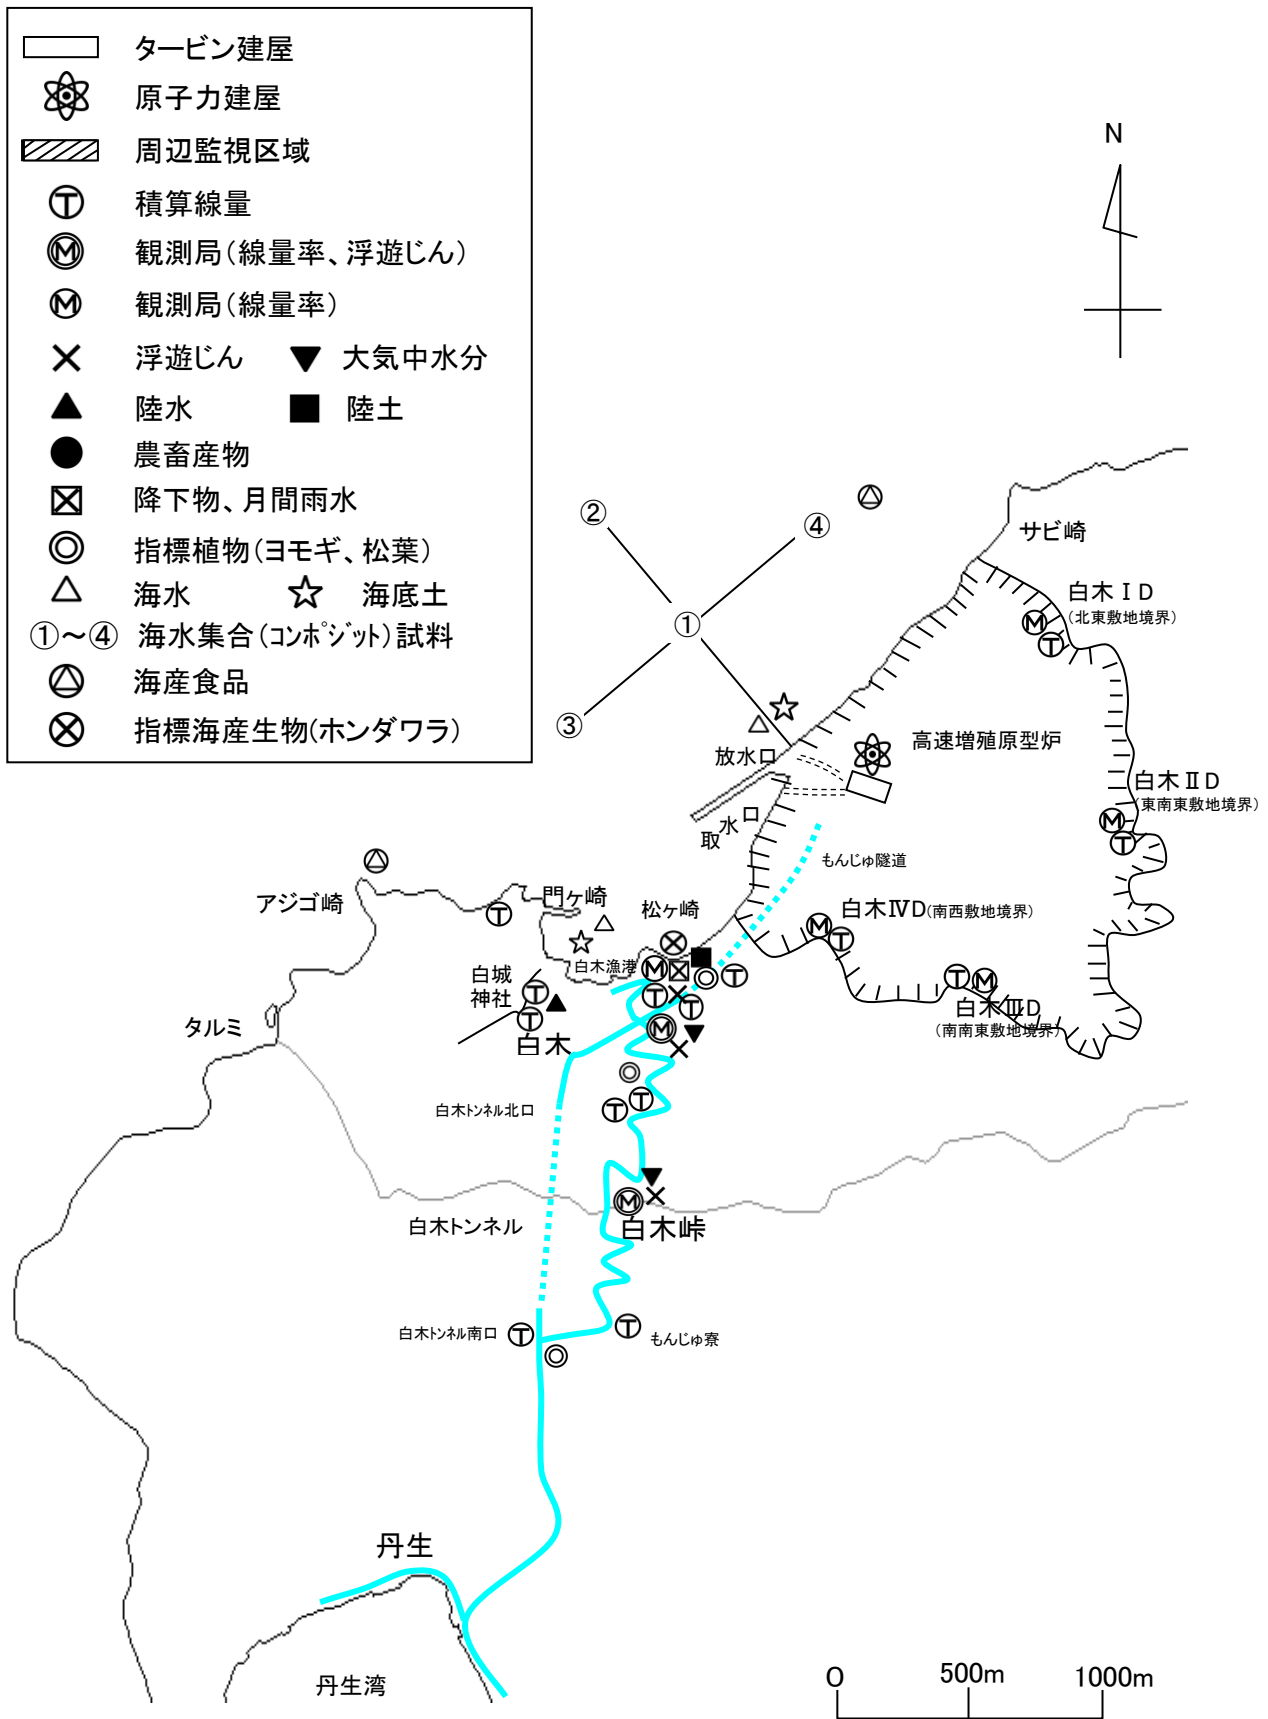 タービン建屋
原子力建屋
周辺監視区域
Ⓣ 積算線量
Ⓜ 観測局(線量率、浮遊じん)
Ⓜ 観測局(線量率)
浮遊じん 大気中水分
陸水 陸土
農畜産物
降下物、月間雨水
指標植物(ヨモギ、松葉)
海水 海底土
①～④ 海水集合(コンポジット)試料
海産食品
指標海産生物(ホンダワラ)
N
②
④
①
③
サビ崎
白木ⅠD
(北東敷地境界)
高速増殖原型炉
放水口
取水口
白木ⅡD
(東南東敷地境界)
もんじゅ隧道
白木ⅣD(南西敷地境界)
白木ⅢD
(南南東敷地境界)
アジゴ崎
門ヶ崎
松ヶ崎
白木漁港
白城
神社
白木
タルミ
白木トンネル北口
白木トンネル
白木峠
白木トンネル南口
もんじゅ寮
丹生
丹生湾
0 500m 1000m